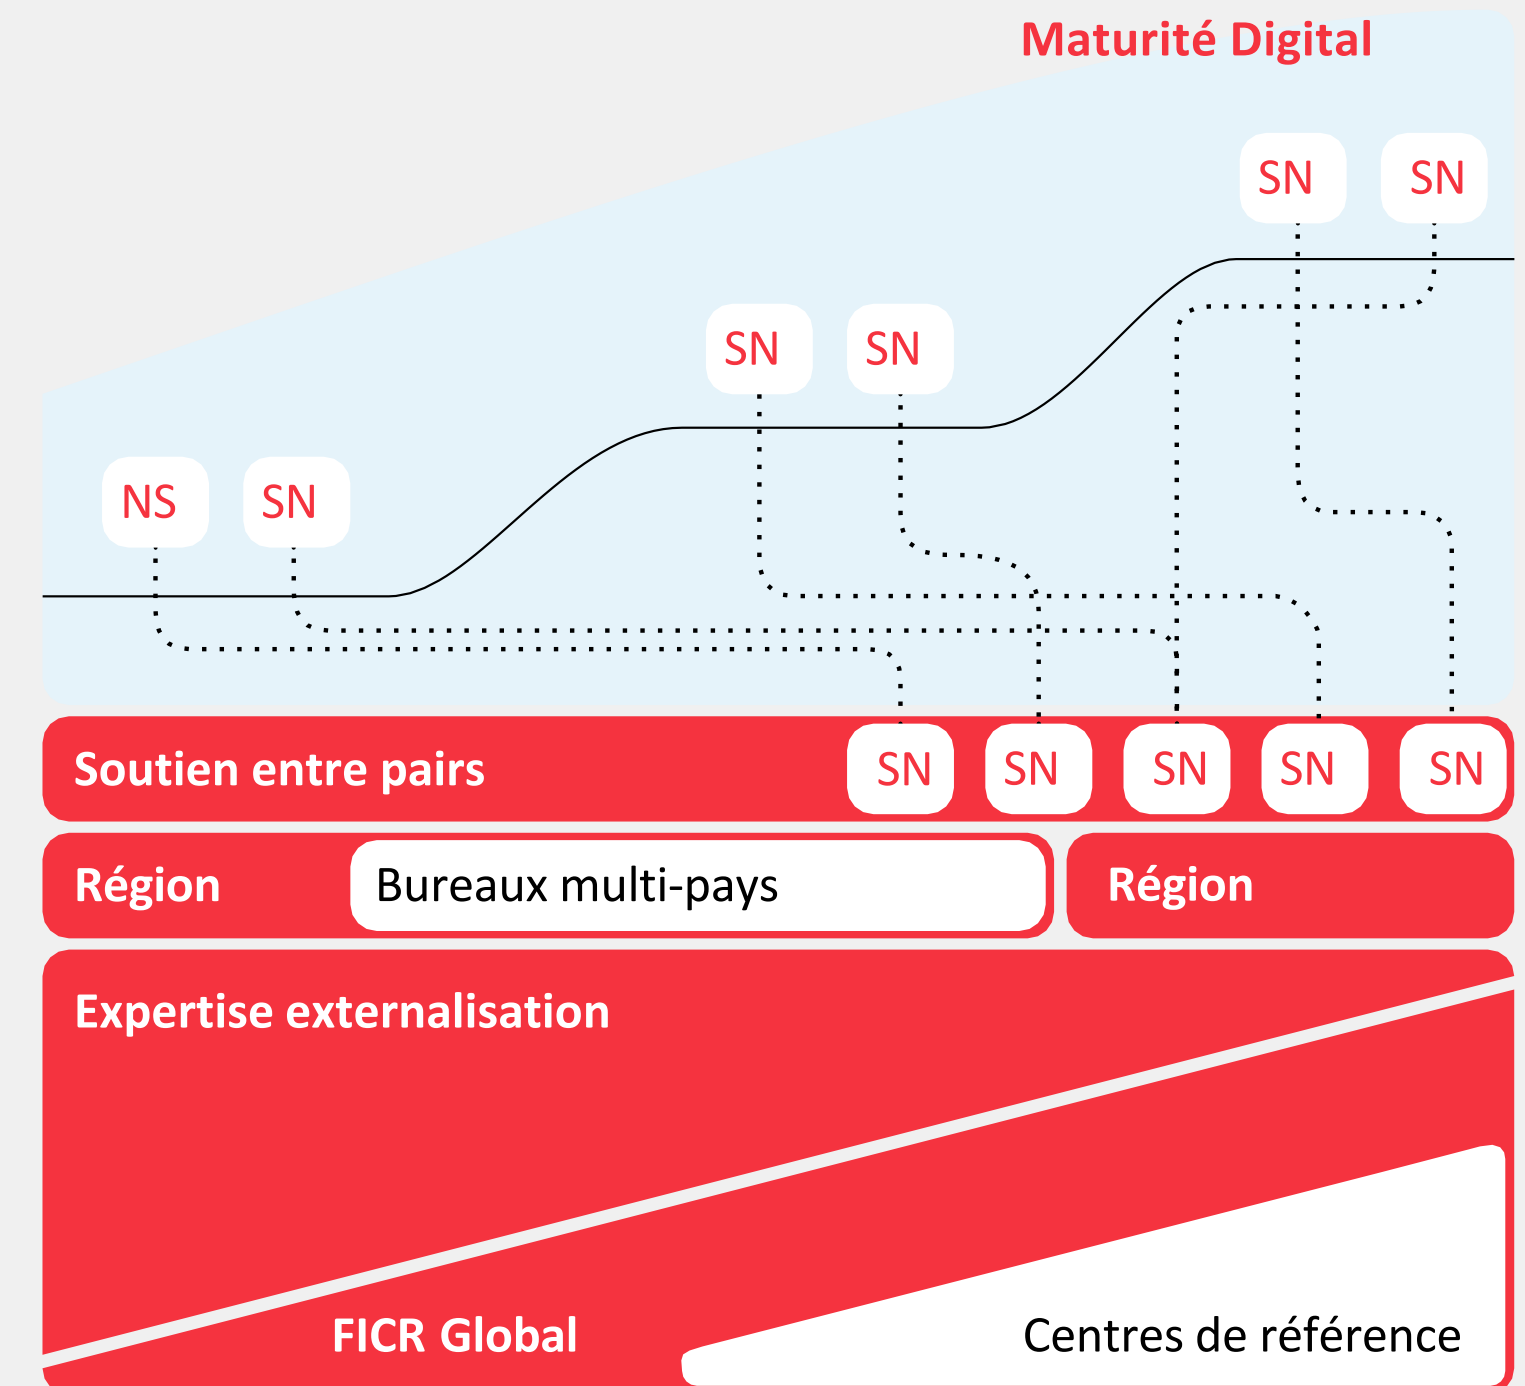 Maturité Digital
SN SN
SN SN
NS SN
Soutien entre pairs SN SN SN SN SN
Région Bureaux multi-pays Région
Expertise externalisation
FICR Global Centres de référence